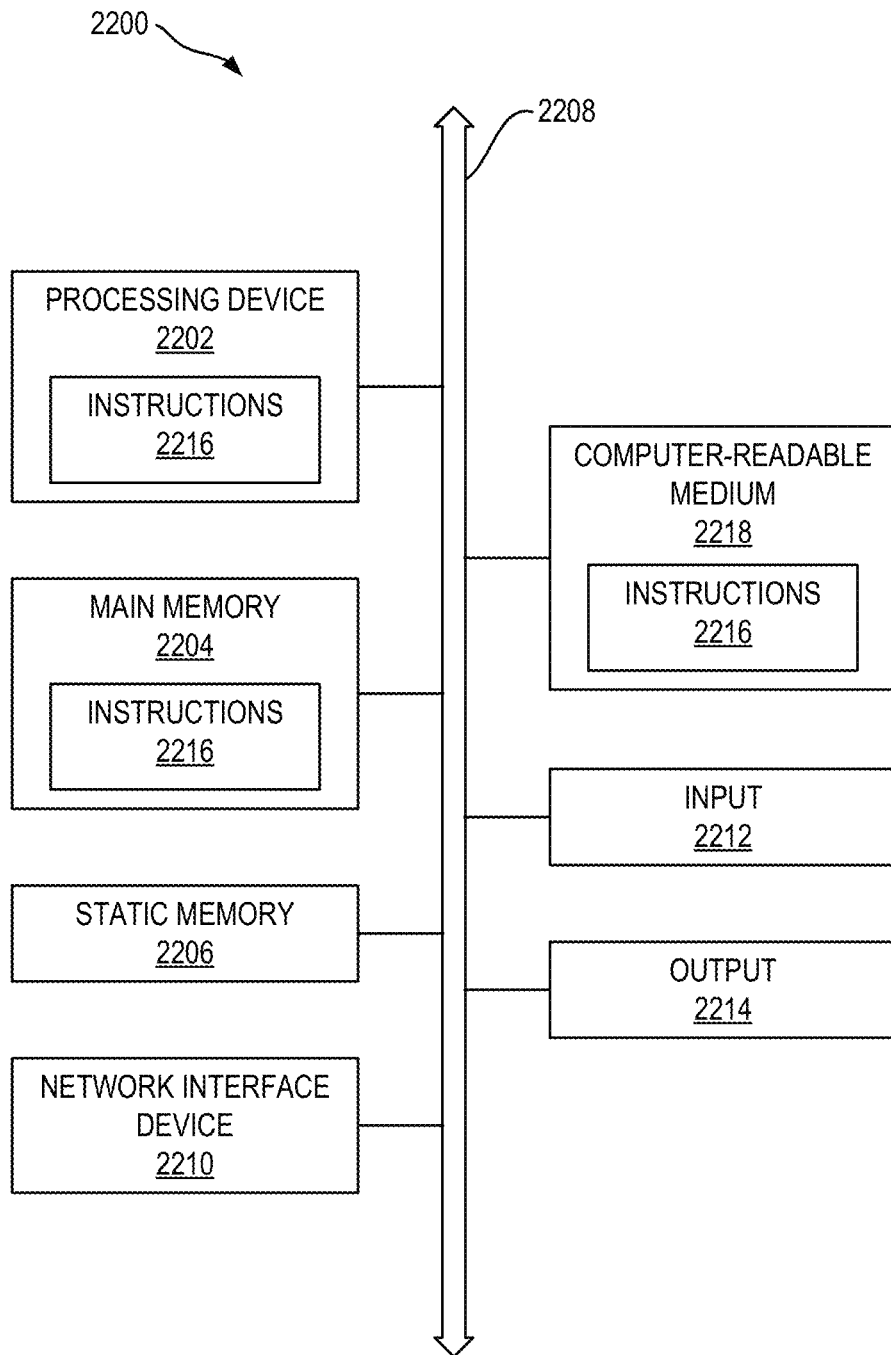 2200
2208
PROCESSING DEVICE
2202
INSTRUCTIONS
2216
MAIN MEMORY
2204
INSTRUCTIONS
2216
STATIC MEMORY
2206
NETWORK INTERFACE
DEVICE
2210
COMPUTER-READABLE
MEDIUM
2218
INSTRUCTIONS
2216
INPUT
2212
OUTPUT
2214